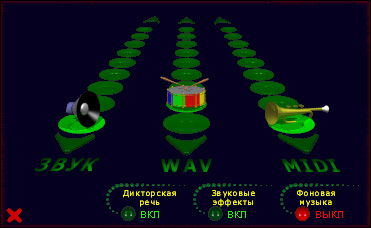 ЗВУК WAV MIDI
Дикторская речь
ВКЛ
Звуковые эффекты
ВКЛ
Фоновая музыка
ВЫКЛ